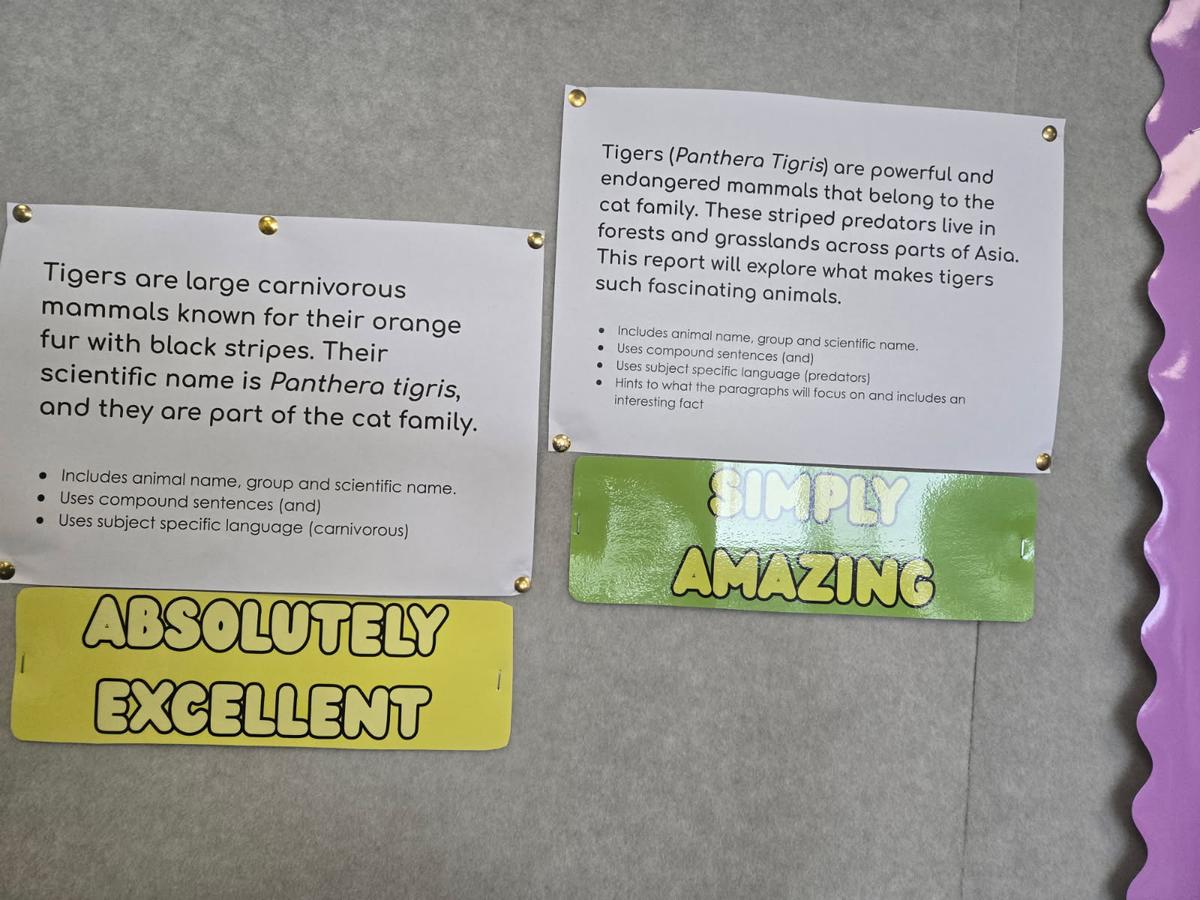 Tigers are large carnivorous
mammals known for their orange
fur with black stripes. Their
scientific name is Panthera tigris,
and they are part of the cat family.
• Includes animal name, group and scientific name.
• Uses compound sentences (and)
• Uses subject specific language (carnivorous)
ABSOLUTELY
EXCELLENT
Tigers (Panthera Tigris) are powerful and
endangered mammals that belong to the
cat family. These striped predators live in
forests and grasslands across parts of Asia.
This report will explore what makes tigers
such fascinating animals.
• Includes animal name, group and scientific name.
• Uses compound sentences (and)
• Uses subject specific language (predators)
• Hints to what the paragraphs will focus on and includes an
interesting fact
SIMPLY
AMAZING